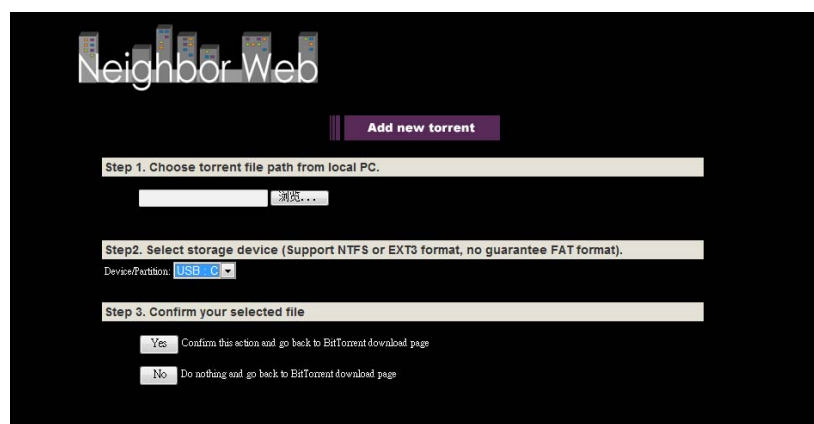 Neighbor Web
Add new torrent
Step 1. Choose torrent file path from local PC.
浏览...
Step2. Select storage device (Support NTFS or EXT3 format, no guarantee FAT format).
Device/Partition: USB : C
Step 3. Confirm your selected file
Yes Confirm this action and go back to BitTorrent download page
No Do nothing and go back to BitTorrent download page